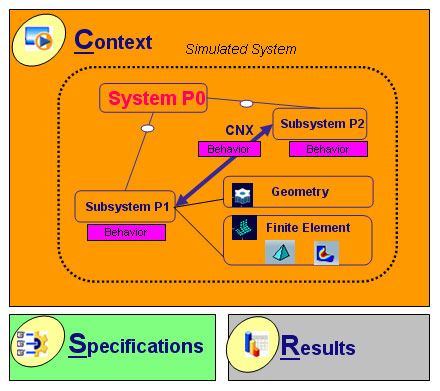 Context
Simulated System
System P0
CNX
Subsystem P2
Behavior
Behavior
Subsystem P1
Behavior
Geometry
Finite Element
Specifications
Results